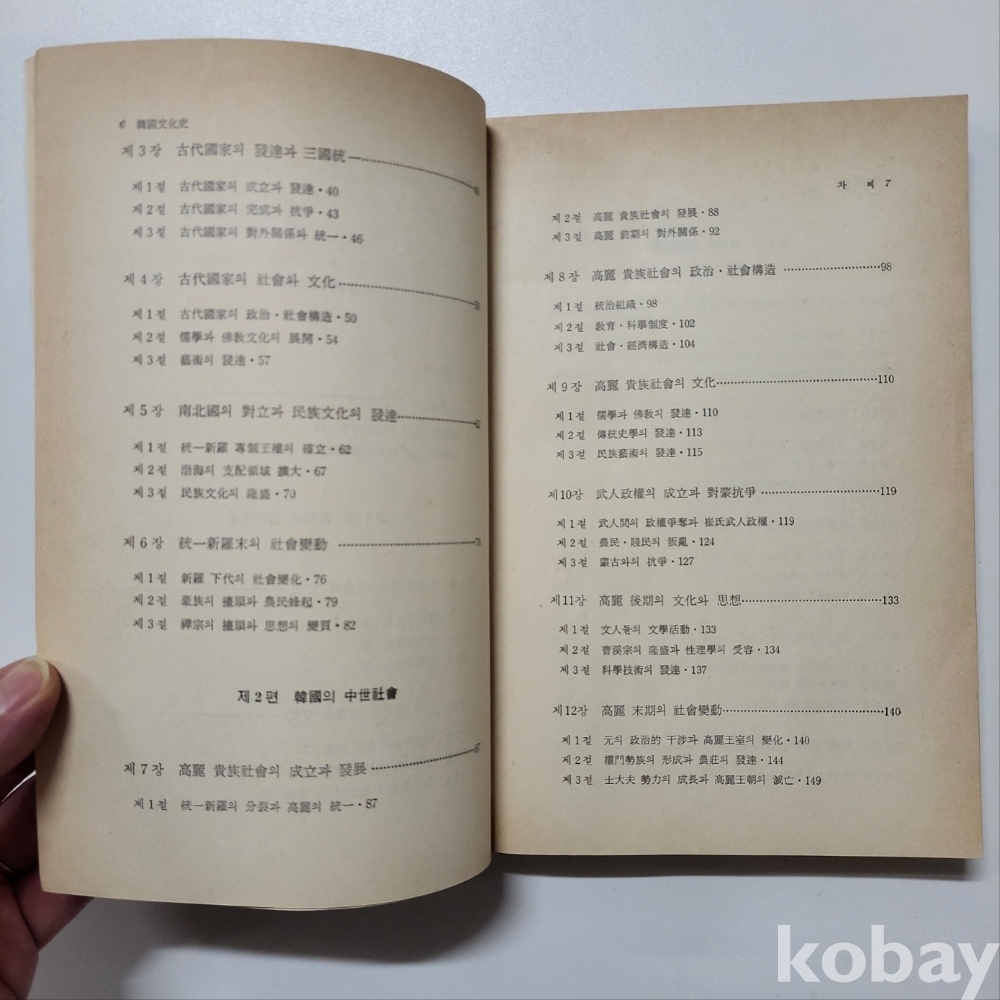 6 韓國文化史
제3장 古代國家의 發達과 三國統一
제1절 古代國家의 成立과 發達·40
제2절 古代國家의 完成과 抗爭·43
제3절 古代國家의 對外關係와 統一·46
제4장 古代國家의 社會와 文化
제1절 古代國家의 政治·社會構造·50
제2절 儒學과 佛敎文化의 展開·54
제3절 藝術의 發達·57
제5장 南北國의 對立과 民族文化의 發達
제1절 統一新羅 專制王權의 確立·62
제2절 渤海의 支配領域 擴大·67
제3절 民族文化의 隆盛·70
제6장 統一新羅末의 社會變動
제1절 新羅 下代의 社會變化·76
제2절 豪族의 擡頭와 農民蜂起·79
제3절 禪宗의 擡頭와 思想의 變質·82
제2편 韓國의 中世社會
제7장 高麗 貴族社會의 成立과 發展 87
제1절 統一新羅의 分裂과 高麗의 統一·87
차 례 7
제2절 高麗 貴族社會의 發展·88
제3절 高麗 前期의 對外關係·92
제8장 高麗 貴族社會의 政治·社會構造 98
제1절 統治組織·98
제2절 敎育·科擧制度·102
제3절 社會·經濟構造·104
제9장 高麗 貴族社會의 文化 110
제1절 儒學과 佛敎의 發達·110
제2절 傳統史學의 發達·113
제3절 民族藝術의 發達·115
제10장 武人政權의 成立과 對蒙抗爭 119
제1절 武人間의 政權爭奪과 崔氏武人政權·119
제2절 農民·賤民의 叛亂·124
제3절 蒙古와의 抗爭·127
제11장 高麗 後期의 文化와 思想 133
제1절 文人들의 文學活動·133
제2절 曹溪宗의 隆盛과 性理學의 受容·134
제3절 科學技術의 發達·137
제12장 高麗 末期의 社會變動 140
제1절 元의 政治的 干涉과 高麗王室의 變化·140
제2절 權門勢族의 形成과 農莊의 發達·144
제3절 士大夫 勢力의 成長과 高麗王朝의 滅亡·149
kobay